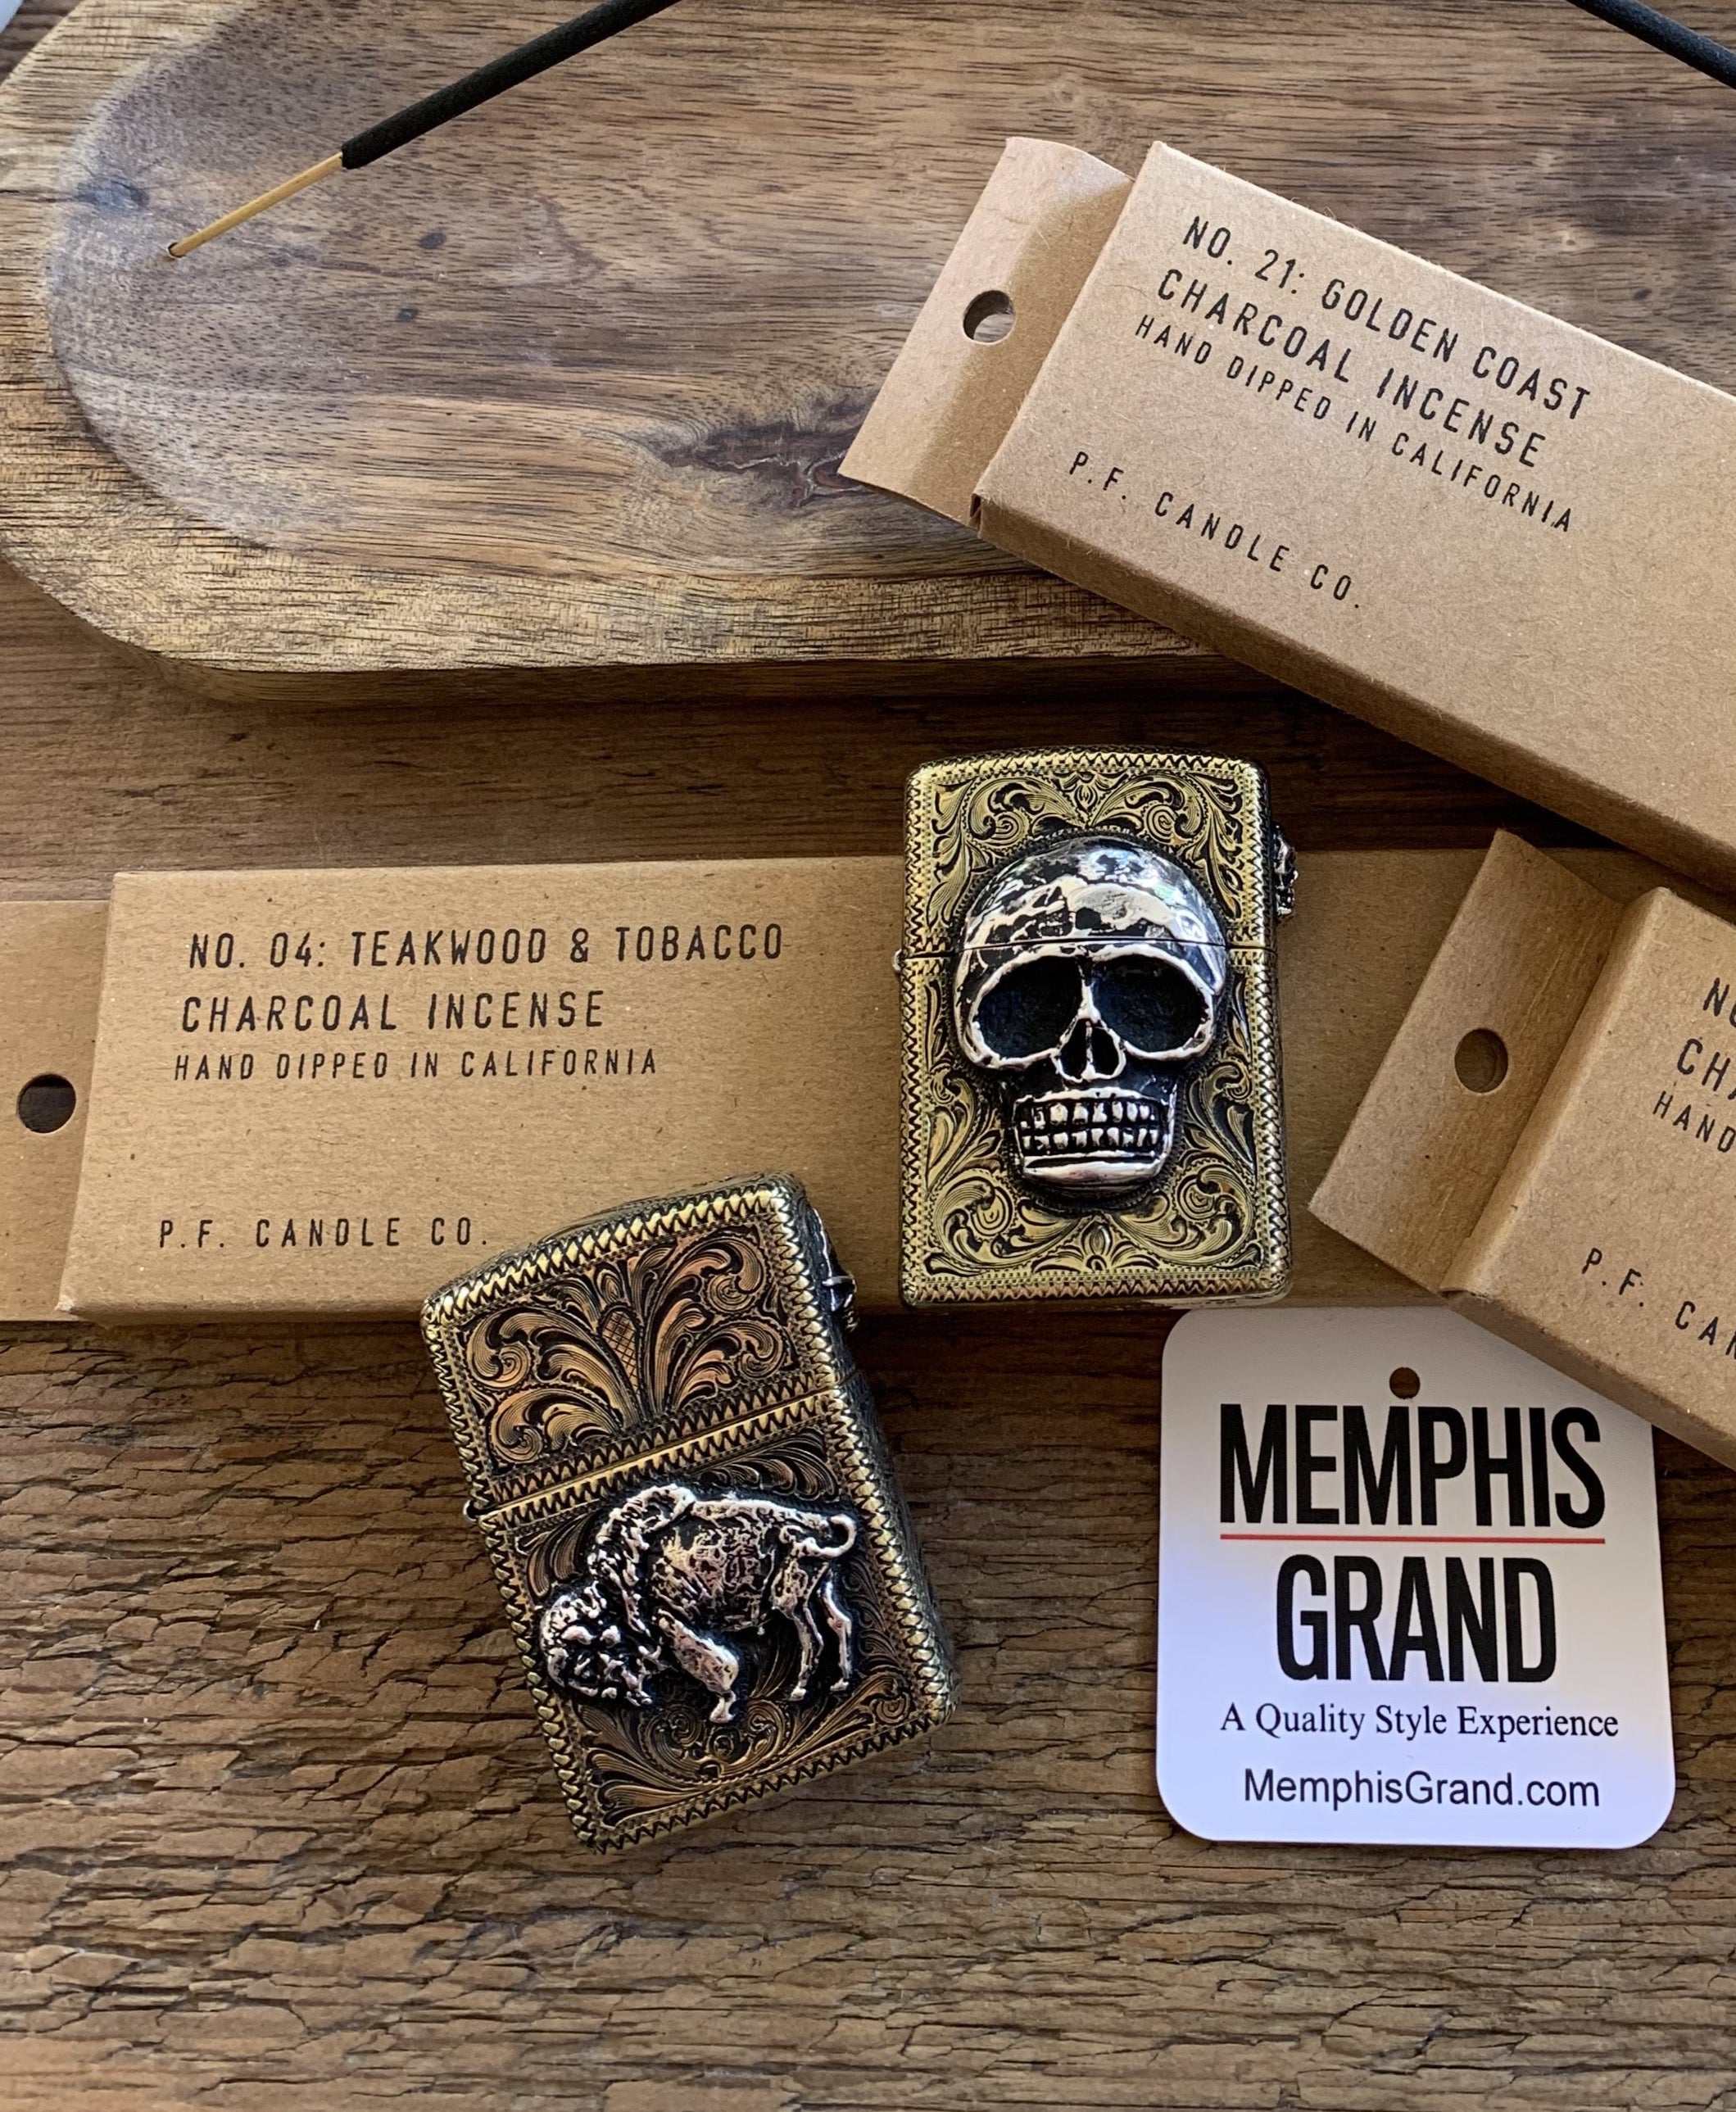 NO. 21: GOLDEN COAST
CHARCOAL INCENSE
HAND DIPPED IN CALIFORNIA
P.F. CANDLE CO.
NO. 04: TEAKWOOD & TOBACCO
CHARCOAL INCENSE
HAND DIPPED IN CALIFORNIA
P.F. CANDLE CO.
HAND
P.F.
MEMPHIS
GRAND
A Quality Style Experience
MemphisGrand.com